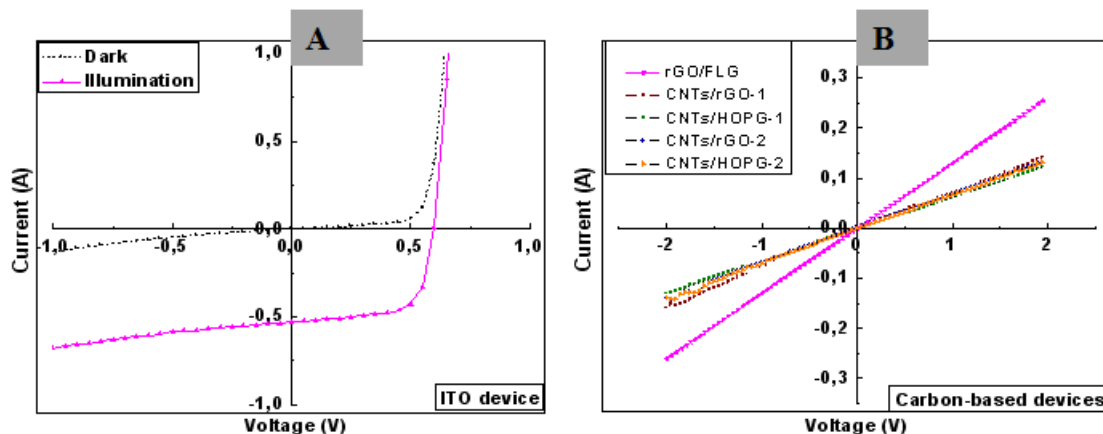 A
Dark
Illumination
1,0
0,5
0,0
-1,0
-0,5
0,0
0,5
1,0
-0,5
-1,0
Current (A)
Voltage (V)
ITO device
B
rGO/FLG
CNTs/rGO-1
CNTs/HOPG-1
CNTs/rGO-2
CNTs/HOPG-2
0,3
0,2
0,1
0,0
-2
-1
0
1
2
-0,1
-0,2
-0,3
Current (A)
Voltage (V)
Carbon-based devices